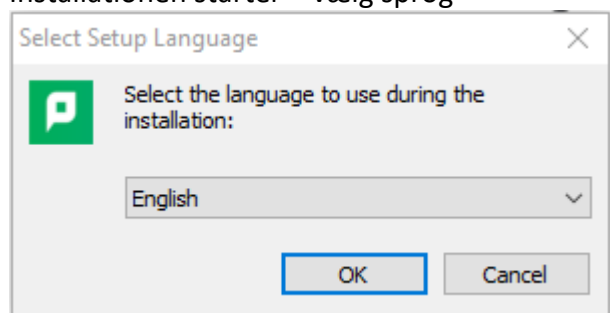 Installationen starter – vælg sprog
Select Setup Language
Select the language to use during the
installation:
English
OK
Cancel